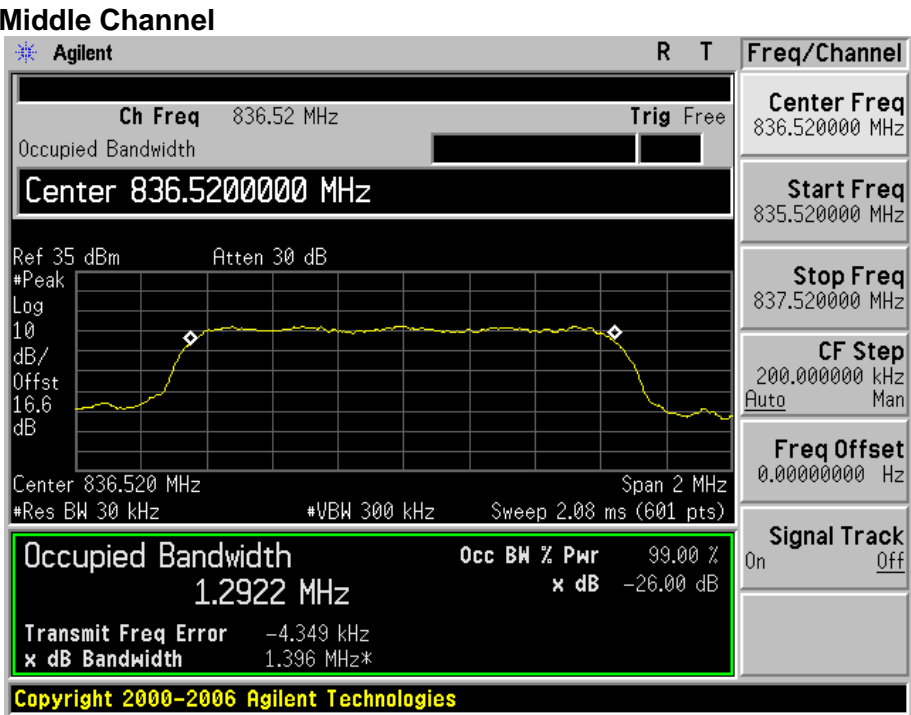 Middle Channel
Agilent R T Freq/Channel
Ch Freq 836.52 MHz Trig Free
Occupied Bandwidth
Center 836.5200000 MHz
Ref 35 dBm Atten 30 dB
#Peak
Log
10
dB/
Offst
16.6
dB
Center 836.520 MHz Span 2 MHz
#Res BW 30 kHz #VBW 300 kHz Sweep 2.08 ms (601 pts)
Occupied Bandwidth Occ BW % Pwr 99.00 %
1.2922 MHz x dB -26.00 dB
Transmit Freq Error -4.349 kHz
x dB Bandwidth 1.396 MHz*
Copyright 2000-2006 Agilent Technologies
Center Freq
836.520000 MHz
Start Freq
835.520000 MHz
Stop Freq
837.520000 MHz
CF Step
200.000000 kHz
Auto Man
Freq Offset
0.00000000 Hz
Signal Track
On Off